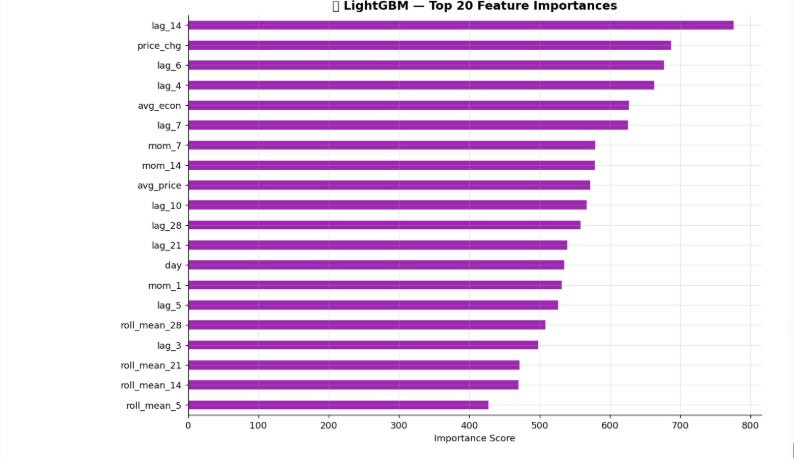 ▯ LightGBM — Top 20 Feature Importances
lag_14
price_chg
lag_6
lag_4
avg_econ
lag_7
mom_7
mom_14
avg_price
lag_10
lag_28
lag_21
day
mom_1
lag_5
roll_mean_28
lag_3
roll_mean_21
roll_mean_14
roll_mean_5
0 100 200 300 400 500 600 700 800
Importance Score